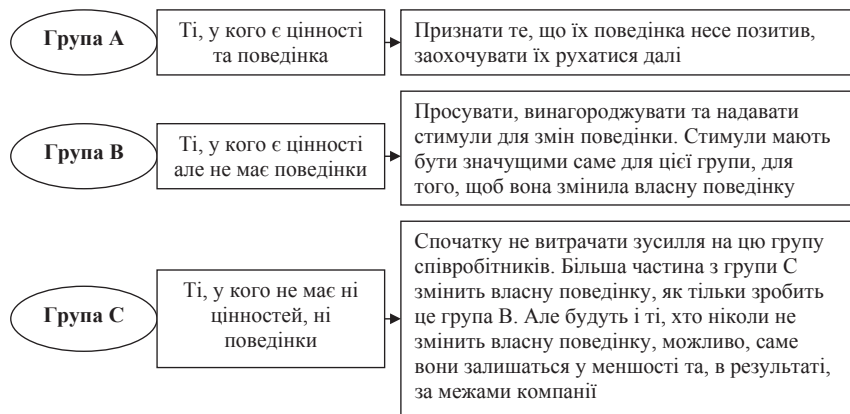 Група А
Ті, у кого є цінності
та поведінка
Признати те, що їх поведінка несе позитив,
заохочувати їх рухатися далі
Група В
Ті, у кого є цінності
але не має поведінки
Просувати, винагороджувати та надавати
стимули для змін поведінки. Стимули мають
бути значущими саме для цієї групи, для
того, щоб вона змінила власну поведінку
Група С
Ті, у кого не має ні
цінностей, ні
поведінки
Спочатку не витрачати зусилля на цю групу
співробітників. Більша частина з групи С
змінить власну поведінку, як тільки зробить
це група В. Але будуть і ті, хто ніколи не
змінить власну поведінку, можливо, саме
вони залишаться у меншості та, в результаті,
за межами компанії